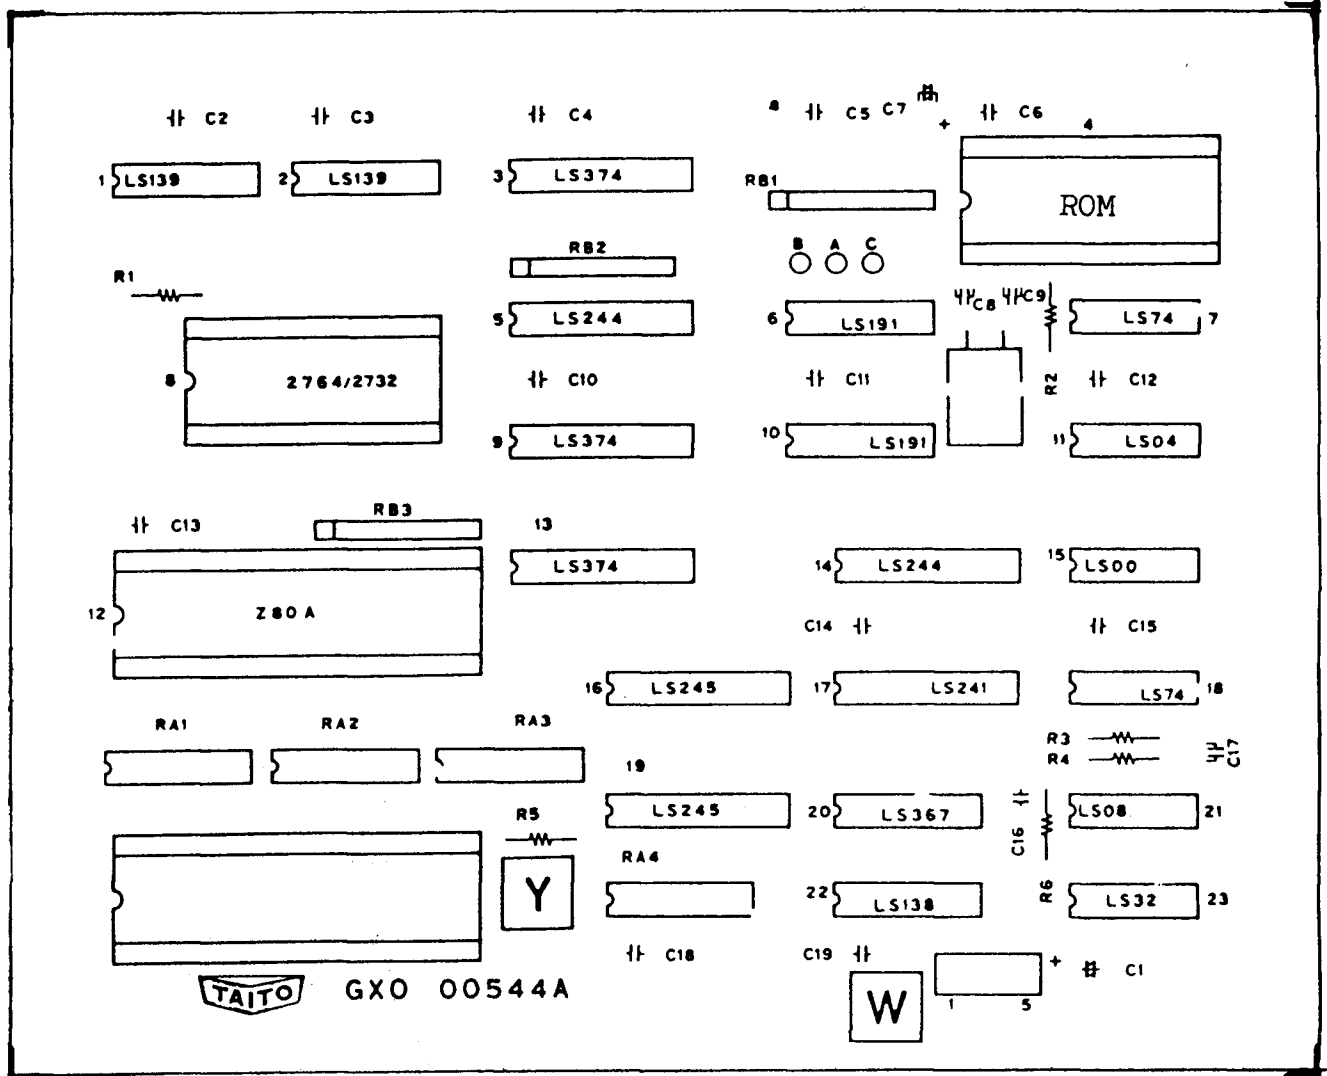 C2 C3 C4 8 C5 C7 C6
+ 4
1 LS139 2 LS139 3 LS374
RB1
ROM
RB2 B A C
R1
C8 C9
5 LS244 6 LS191 LS74 7
8 2764/2732 C10 C11 R2 C12
9 LS374 10 LS191 11 LS04
RB3
C13 13
LS374 14 LS244 15 LS00
12 Z80A
C14 C15
16 LS245 17 LS241 LS74 18
RA1 RA2 RA3
R3
R4 C17
19
LS245 20 LS367 LS08 21
R5
C16
RA4
Y
22 LS138 R6 LS32 23
C18 C19
+ C1
TAITO GX0 00544A
W
1 5